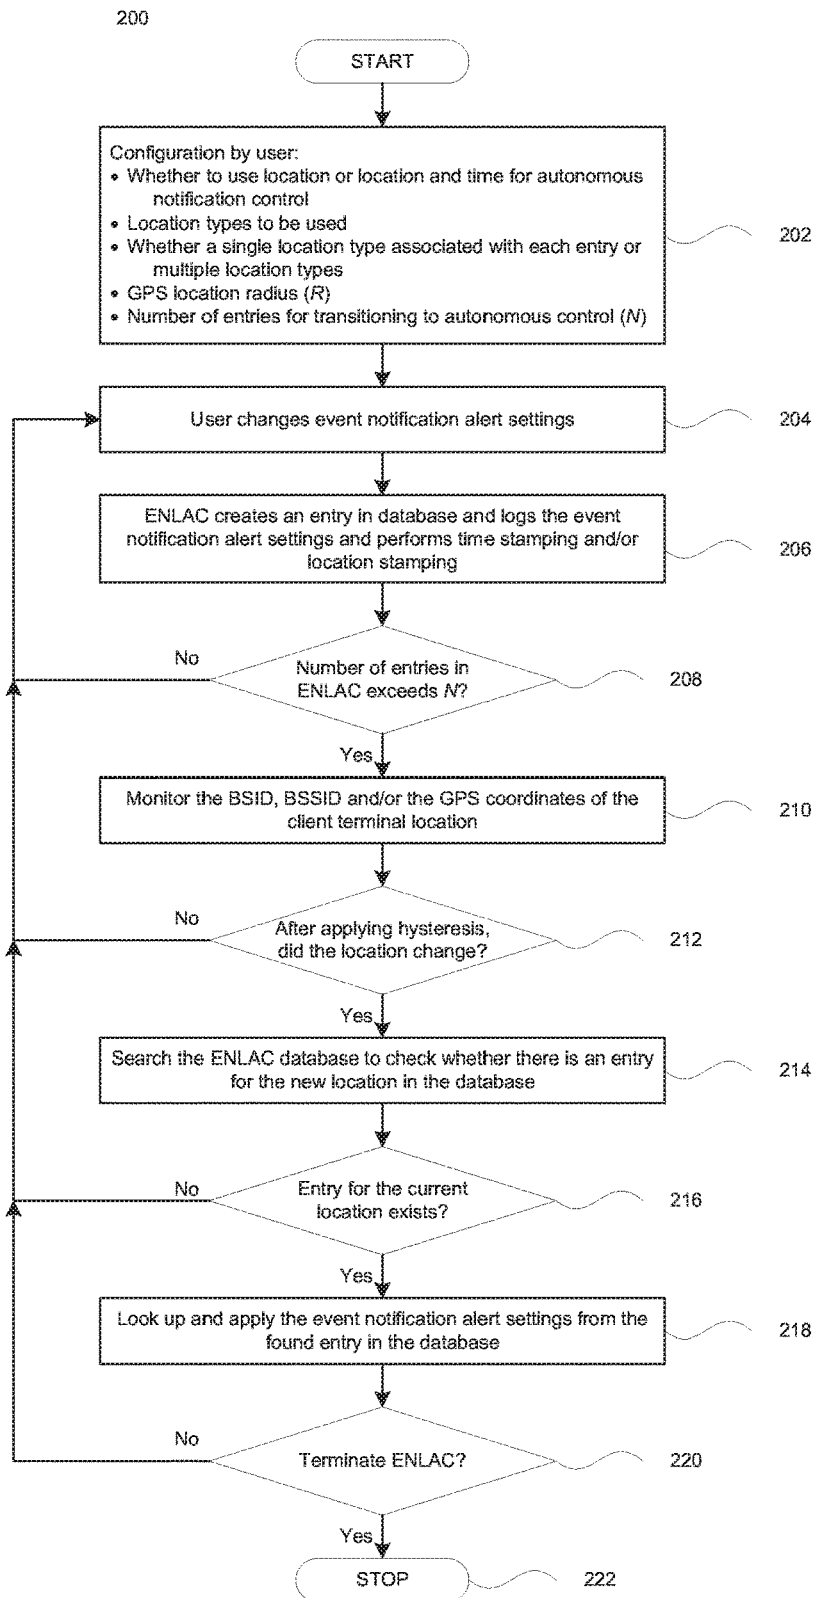 200
START
Configuration by user:
• Whether to use location or location and time for autonomous
notification control
• Location types to be used
• Whether a single location type associated with each entry or
multiple location types
• GPS location radius (R)
• Number of entries for transitioning to autonomous control (N)
202
User changes event notification alert settings
204
ENLAC creates an entry in database and logs the event
notification alert settings and performs time stamping and/or
location stamping
206
No
Number of entries in
ENLAC exceeds N?
208
Yes
Monitor the BSID, BSSID and/or the GPS coordinates of the
client terminal location
210
No
After applying hysteresis,
did the location change?
212
Yes
Search the ENLAC database to check whether there is an entry
for the new location in the database
214
No
Entry for the current
location exists?
216
Yes
Look up and apply the event notification alert settings from the
found entry in the database
218
No
Terminate ENLAC?
220
Yes
STOP
222